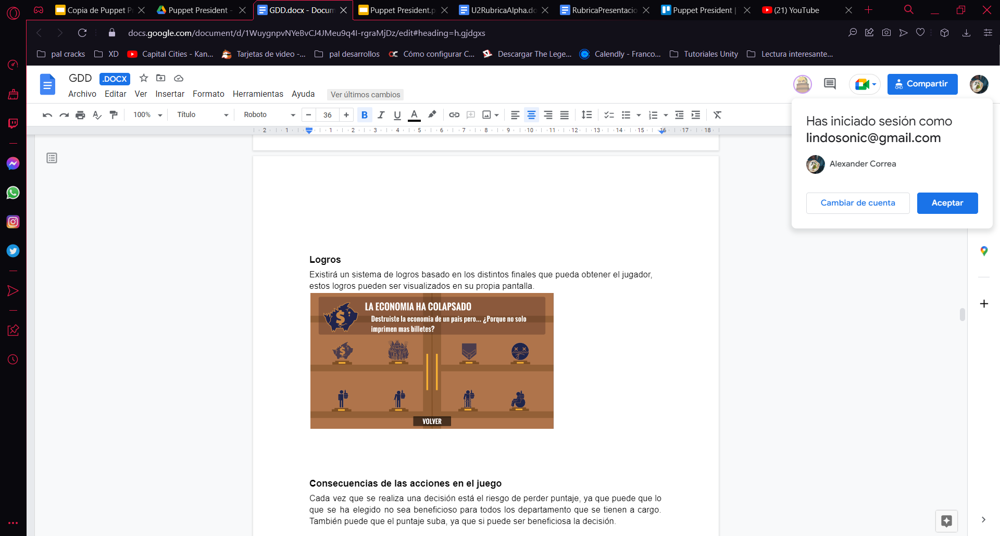 Copia de Puppet P
Puppet President -
GDD.docx - Docum
Puppet President.p
U2RubricaAlpha.do
RubricaPresentacio
Puppet President |
(21) YouTube
docs.google.com/document/d/1WuygnpvNYeBvCJ4JMeu9q4I-rgraMjDz/edit#heading=h.gjdgxs
pal cracks
XD
Capital Cities - Kan...
Tarjetas de video -...
pal desarrollos
Cómo configurar C...
Descargar The Lege...
Calendly - Franco...
Tutoriales Unity
Lectura interesante...
GDD .DOCX
Archivo Editar Ver Insertar Formato Herramientas Ayuda Ver últimos cambios
Compartir
100% Título Roboto 36 B I U A
2 1 1 2 3 4 5 6 7 8 9 10 11 12 13 14 15 16 17 18
Has iniciado sesión como
lindosonic@gmail.com
Alexander Correa
Cambiar de cuenta
Aceptar
Logros
Existirá un sistema de logros basado en los distintos finales que pueda obtener el jugador,
estos logros pueden ser visualizados en su propia pantalla.
LA ECONOMIA HA COLAPSADO
Destruiste la economia de un pais pero... ¿Porque no solo
imprimen mas billetes?
VOLVER
Consecuencias de las acciones en el juego
Cada vez que se realiza una decisión está el riesgo de perder puntaje, ya que puede que lo
que se ha elegido no sea beneficioso para todos los departamento que se tienen a cargo.
También puede que el puntaje suba, ya que si puede ser beneficiosa la decisión.